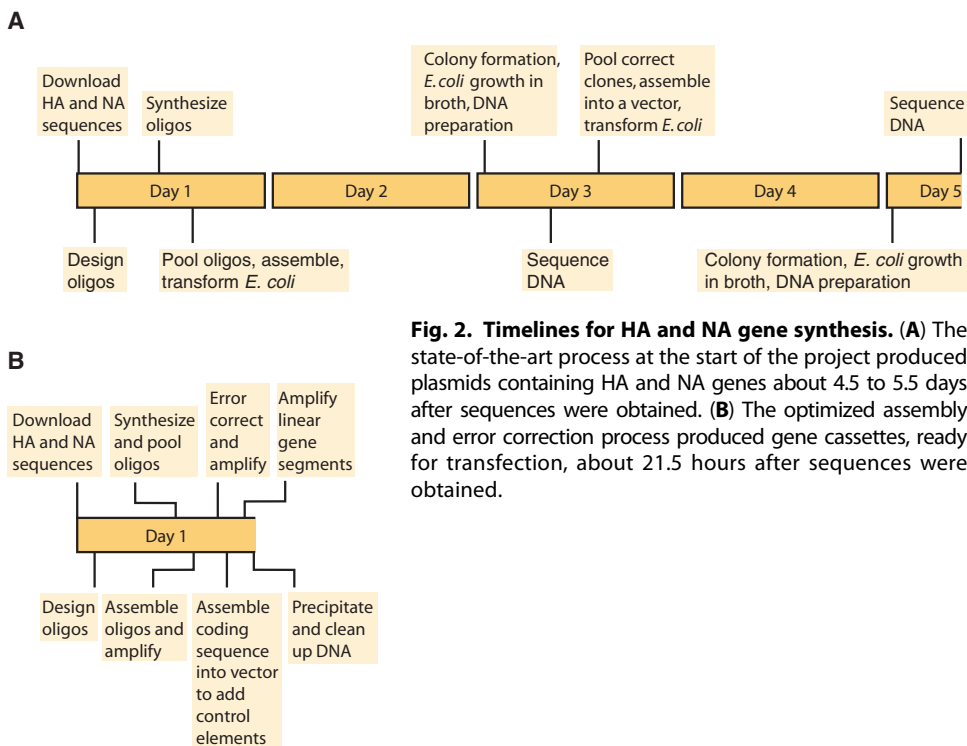 A
Download
HA and NA
sequences
Synthesize
oligos
Colony formation,
E. coli growth in
broth, DNA
preparation
Pool correct
clones, assemble
into a vector,
transform E. coli
Sequence
DNA
Day 1
Day 2
Day 3
Day 4
Day 5
Design
oligos
Pool oligos, assemble,
transform E. coli
Sequence
DNA
Colony formation, E. coli growth
in broth, DNA preparation
Fig. 2. Timelines for HA and NA gene synthesis. (A) The
state-of-the-art process at the start of the project produced
plasmids containing HA and NA genes about 4.5 to 5.5 days
after sequences were obtained. (B) The optimized assembly
and error correction process produced gene cassettes, ready
for transfection, about 21.5 hours after sequences were
obtained.
B
Download
HA and NA
sequences
Synthesize
and pool
oligos
Error
correct
and
amplify
Amplify
linear
gene
segments
Day 1
Design
oligos
Assemble
oligos and
amplify
Assemble
coding
sequence
into vector
to add
control
elements
Precipitate
and clean
up DNA